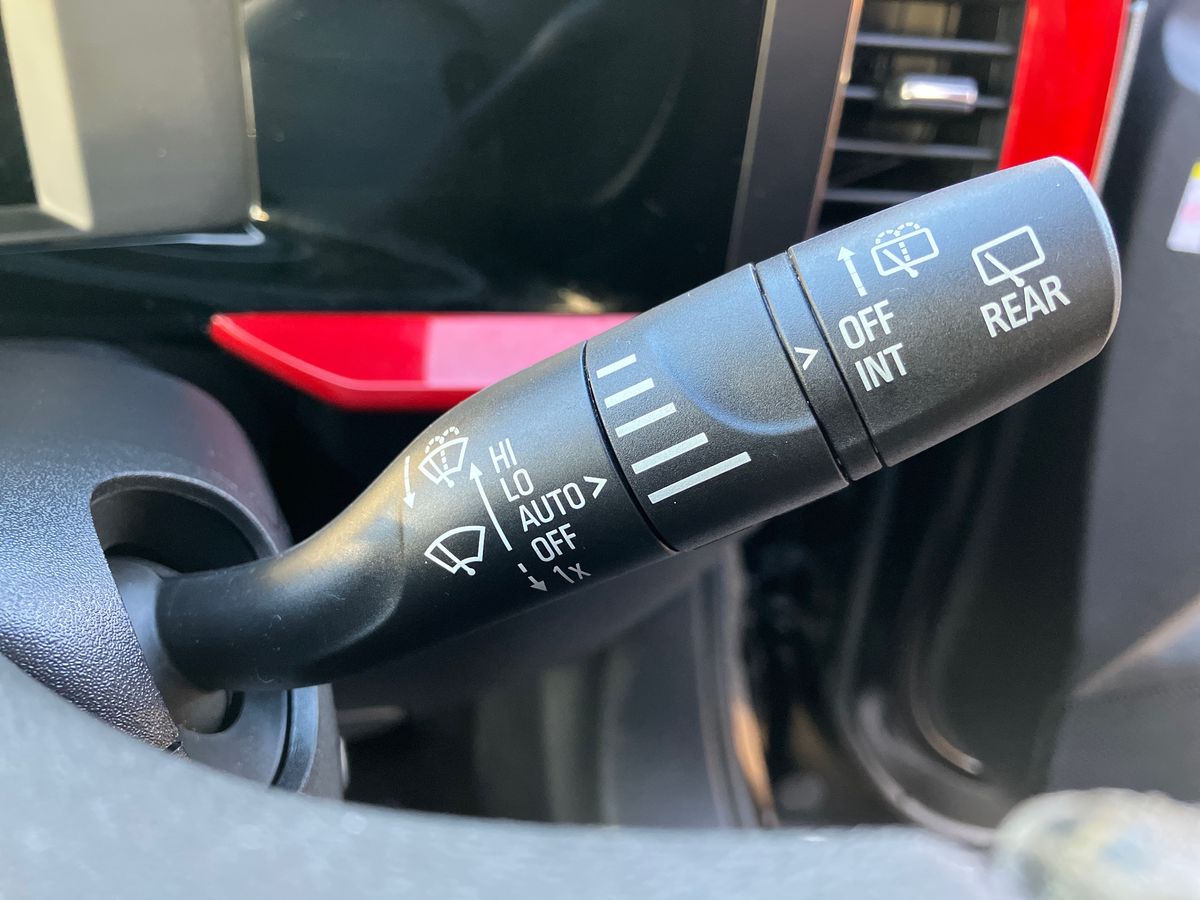 HI
LO
AUTO >
OFF
1x
>
OFF
INT
REAR